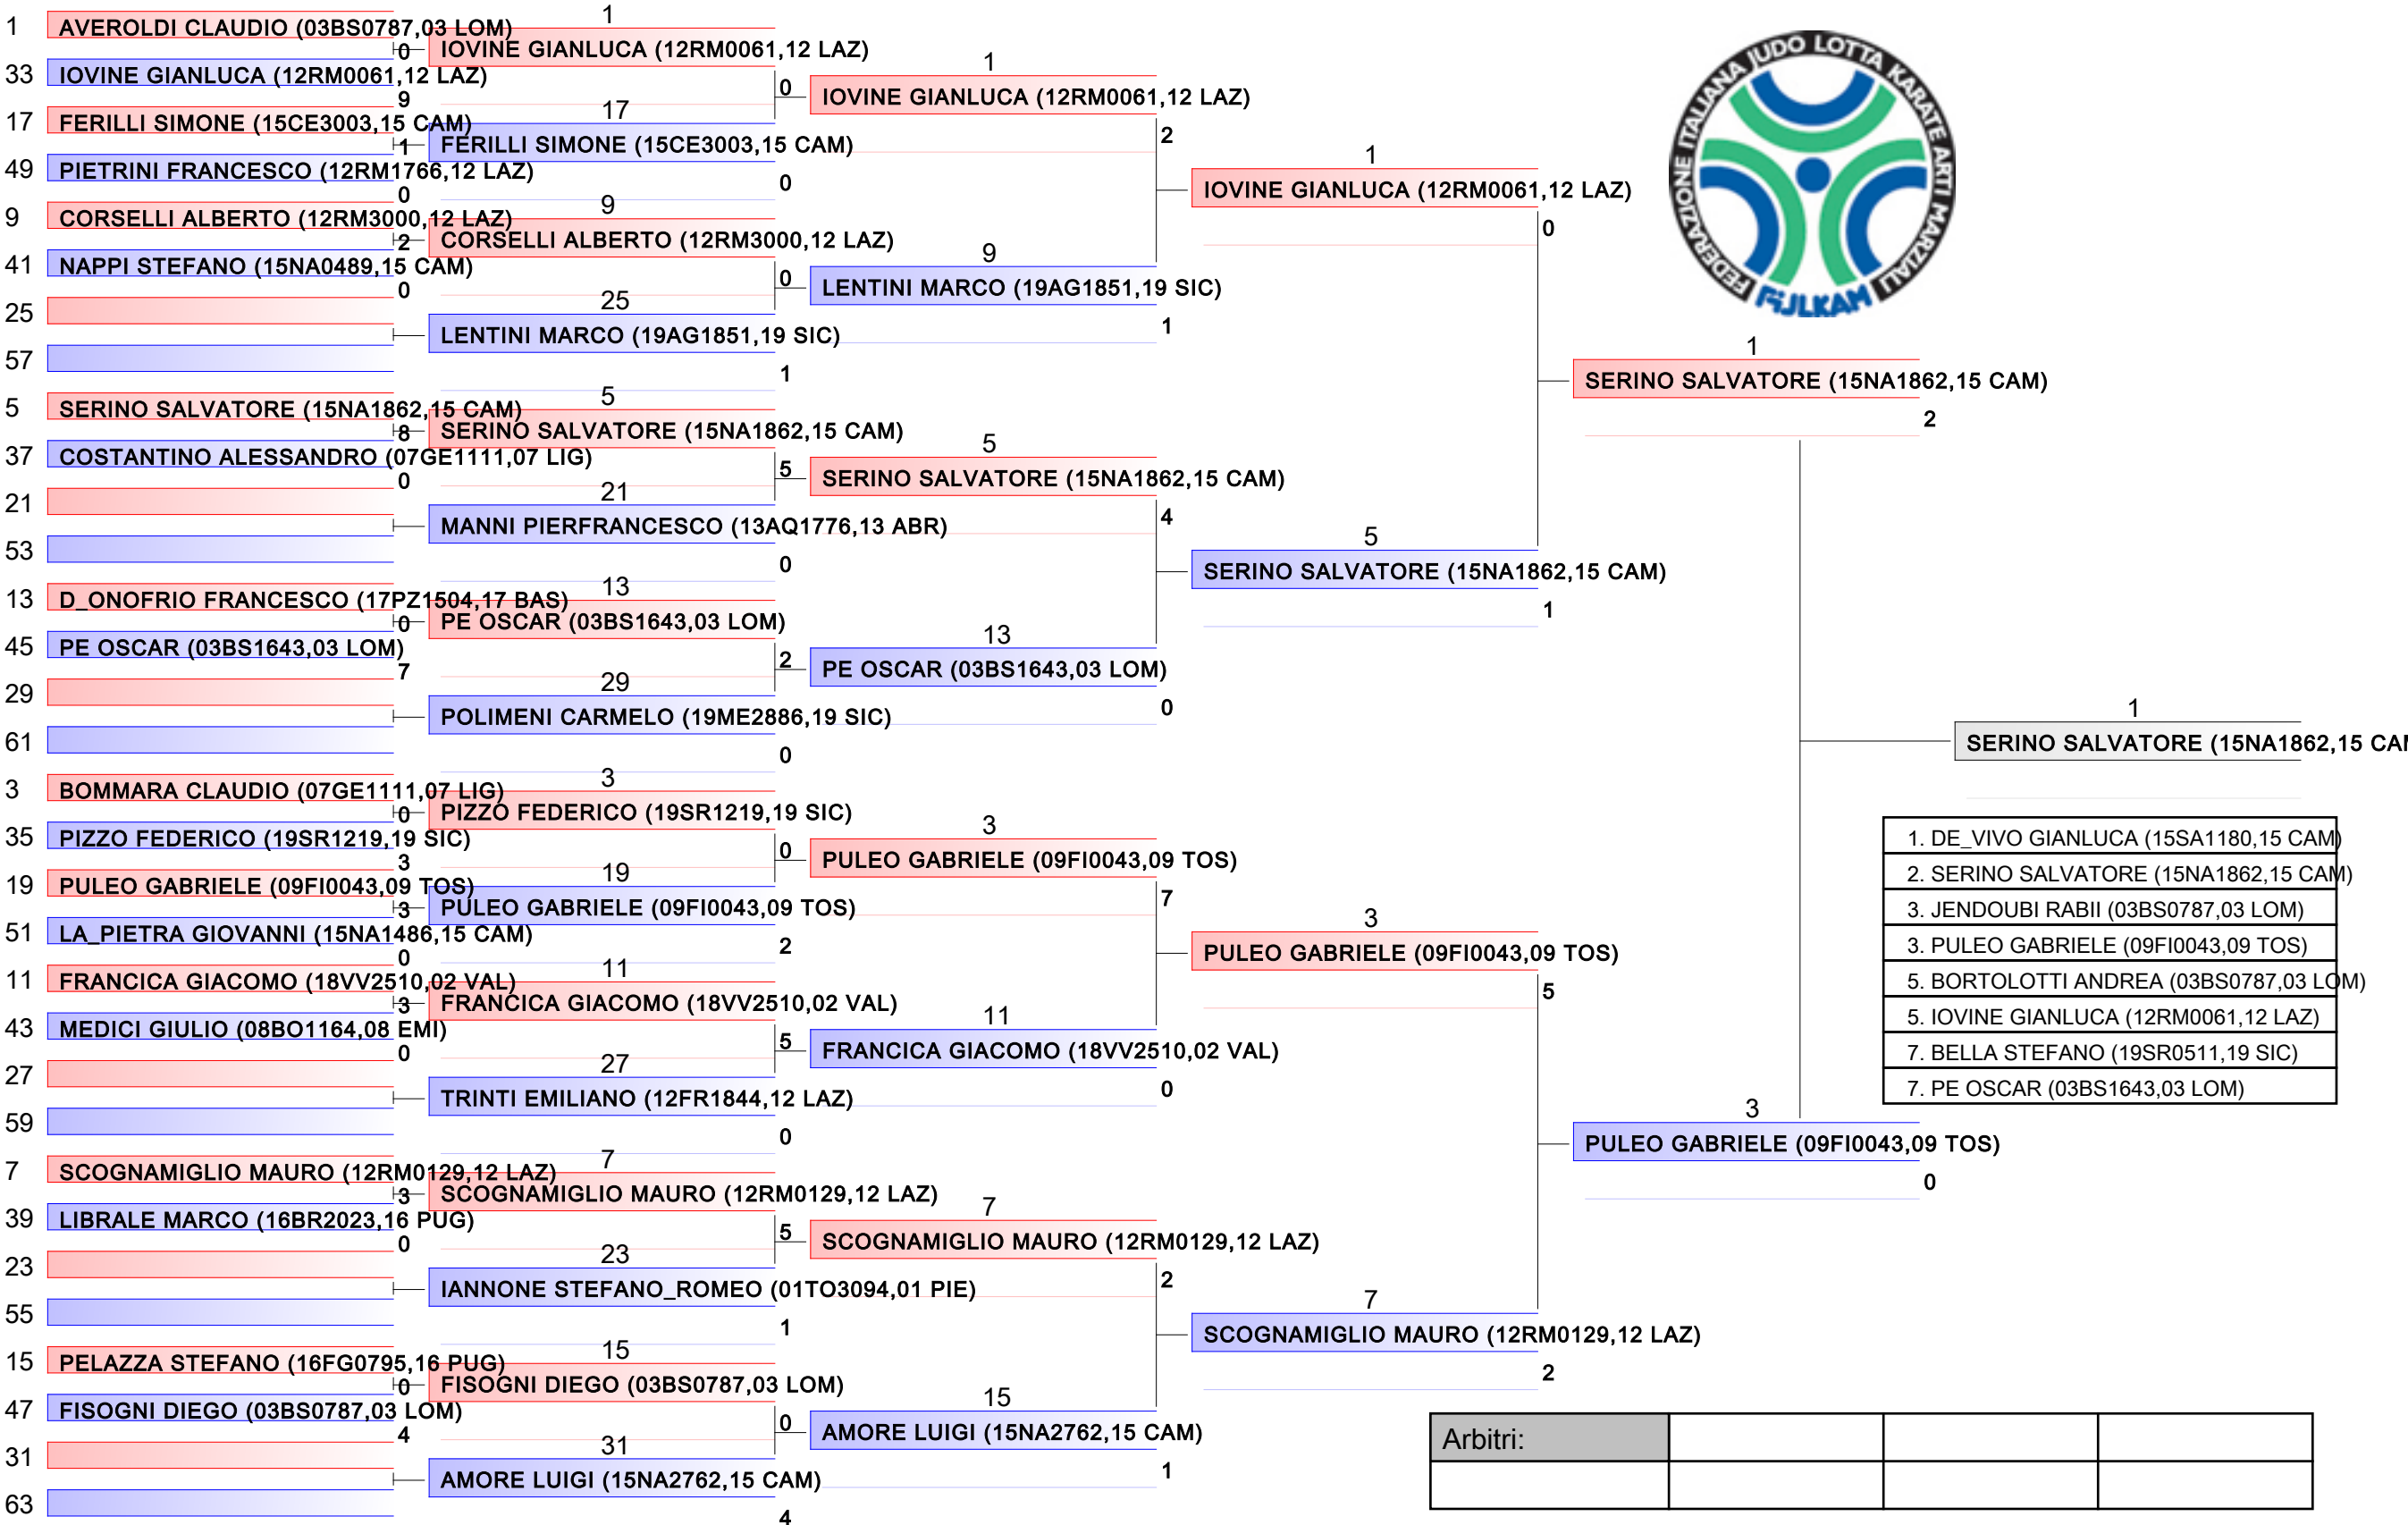 1 AVEROLDI CLAUDIO (03BS0787,03 LOM)
0
33 IOVINE GIANLUCA (12RM0061,12 LAZ)
9
17 FERILLI SIMONE (15CE3003,15 CAM)
1
49 PIETRINI FRANCESCO (12RM1766,12 LAZ)
0
9 CORSELLI ALBERTO (12RM3000,12 LAZ)
2
41 NAPPI STEFANO (15NA0489,15 CAM)
0
25
57
5 SERINO SALVATORE (15NA1862,15 CAM)
8
37 COSTANTINO ALESSANDRO (07GE1111,07 LIG)
0
21
53
13 D_ONOFRIO FRANCESCO (17PZ1504,17 BAS)
0
45 PE OSCAR (03BS1643,03 LOM)
7
29
61
3 BOMMARA CLAUDIO (07GE1111,07 LIG)
0
35 PIZZO FEDERICO (19SR1219,19 SIC)
3
19 PULEO GABRIELE (09FI0043,09 TOS)
3
51 LA_PIETRA GIOVANNI (15NA1486,15 CAM)
0
11 FRANCICA GIACOMO (18VV2510,02 VAL)
3
43 MEDICI GIULIO (08BO1164,08 EMI)
0
27
59
7 SCOGNAMIGLIO MAURO (12RM0129,12 LAZ)
3
39 LIBRALE MARCO (16BR2023,16 PUG)
0
23
55
15 PELAZZA STEFANO (16FG0795,16 PUG)
0
47 FISOGNI DIEGO (03BS0787,03 LOM)
4
31
63
1
IOVINE GIANLUCA (12RM0061,12 LAZ)
0
17
FERILLI SIMONE (15CE3003,15 CAM)
0
9
CORSELLI ALBERTO (12RM3000,12 LAZ)
0
25
LENTINI MARCO (19AG1851,19 SIC)
1
5
SERINO SALVATORE (15NA1862,15 CAM)
5
21
MANNI PIERFRANCESCO (13AQ1776,13 ABR)
0
13
PE OSCAR (03BS1643,03 LOM)
2
29
POLIMENI CARMELO (19ME2886,19 SIC)
0
3
PIZZO FEDERICO (19SR1219,19 SIC)
0
19
PULEO GABRIELE (09FI0043,09 TOS)
2
11
FRANCICA GIACOMO (18VV2510,02 VAL)
5
27
TRINTI EMILIANO (12FR1844,12 LAZ)
0
7
SCOGNAMIGLIO MAURO (12RM0129,12 LAZ)
5
23
IANNONE STEFANO_ROMEO (01TO3094,01 PIE)
1
15
FISOGNI DIEGO (03BS0787,03 LOM)
0
31
AMORE LUIGI (15NA2762,15 CAM)
4
1
IOVINE GIANLUCA (12RM0061,12 LAZ)
2
9
LENTINI MARCO (19AG1851,19 SIC)
1
5
SERINO SALVATORE (15NA1862,15 CAM)
4
13
PE OSCAR (03BS1643,03 LOM)
0
3
PULEO GABRIELE (09FI0043,09 TOS)
7
11
FRANCICA GIACOMO (18VV2510,02 VAL)
0
7
SCOGNAMIGLIO MAURO (12RM0129,12 LAZ)
2
15
AMORE LUIGI (15NA2762,15 CAM)
1
1
IOVINE GIANLUCA (12RM0061,12 LAZ)
0
5
SERINO SALVATORE (15NA1862,15 CAM)
1
3
PULEO GABRIELE (09FI0043,09 TOS)
5
7
SCOGNAMIGLIO MAURO (12RM0129,12 LAZ)
2
FEDERAZIONE ITALIANA JUDO LOTTA KARATE ARTI MARZIALI
FIJLKAM
1
SERINO SALVATORE (15NA1862,15 CAM)
2
3
PULEO GABRIELE (09FI0043,09 TOS)
0
1
SERINO SALVATORE (15NA1862,15 CA
1. DE_VIVO GIANLUCA (15SA1180,15 CAM)
2. SERINO SALVATORE (15NA1862,15 CAM)
3. JENDOUBI RABII (03BS0787,03 LOM)
3. PULEO GABRIELE (09FI0043,09 TOS)
5. BORTOLOTTI ANDREA (03BS0787,03 LOM)
5. IOVINE GIANLUCA (12RM0061,12 LAZ)
7. BELLA STEFANO (19SR0511,19 SIC)
7. PE OSCAR (03BS1643,03 LOM)
Arbitri: